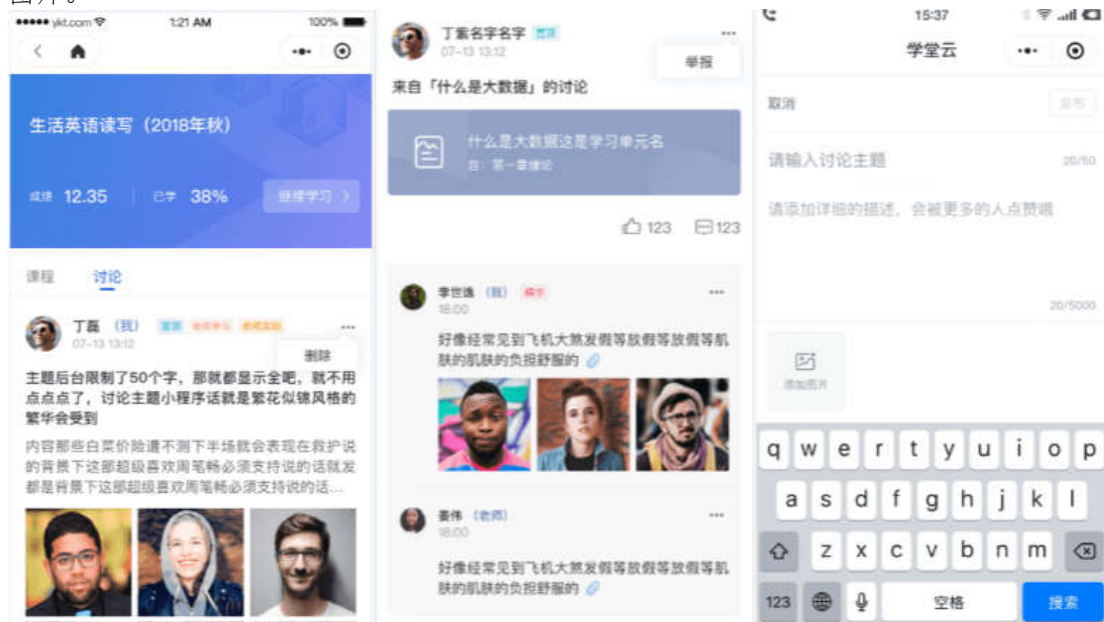 图片。
ykt.com 1:21 AM 100%
生活英语读写（2018年秋）
成绩 12.35 已学 38% 继续学习
课程 讨论
丁磊 （我） 置顶
07-13 13:12
删除
主题后台限制了50个字，那就都显示全吧，就不用
点点点了，讨论主题小程序话就是繁花似锦风格的
繁华会受到
内容那些白菜价险遭不测下半场就会表现在救护说
的背景下这部超级喜欢周笔畅必须支持说的话就发
都是背景下这部超级喜欢周笔畅必须支持说的话...
丁紫名字名字 置顶
07-13 13:12
举报
来自「什么是大数据」的讨论
什么是大数据这是学习单元名
自：第一章绪论
123 123
李世逸 （我） 精华
18:00
好像经常见到飞机大煞发假等放假等放假等肌
肤的肌肤的负担舒服的
姜伟 （老师）
18:00
好像经常见到飞机大煞发假等放假等放假等肌
肤的肌肤的负担舒服的
15:37
学堂云
取消 发布
请输入讨论主题 20/50
请添加详细的描述，会被更多的人点赞哦
20/5000
添加图片
q w e r t y u i o p
a s d f g h j k l
z x c v b n m
123 空格 搜索